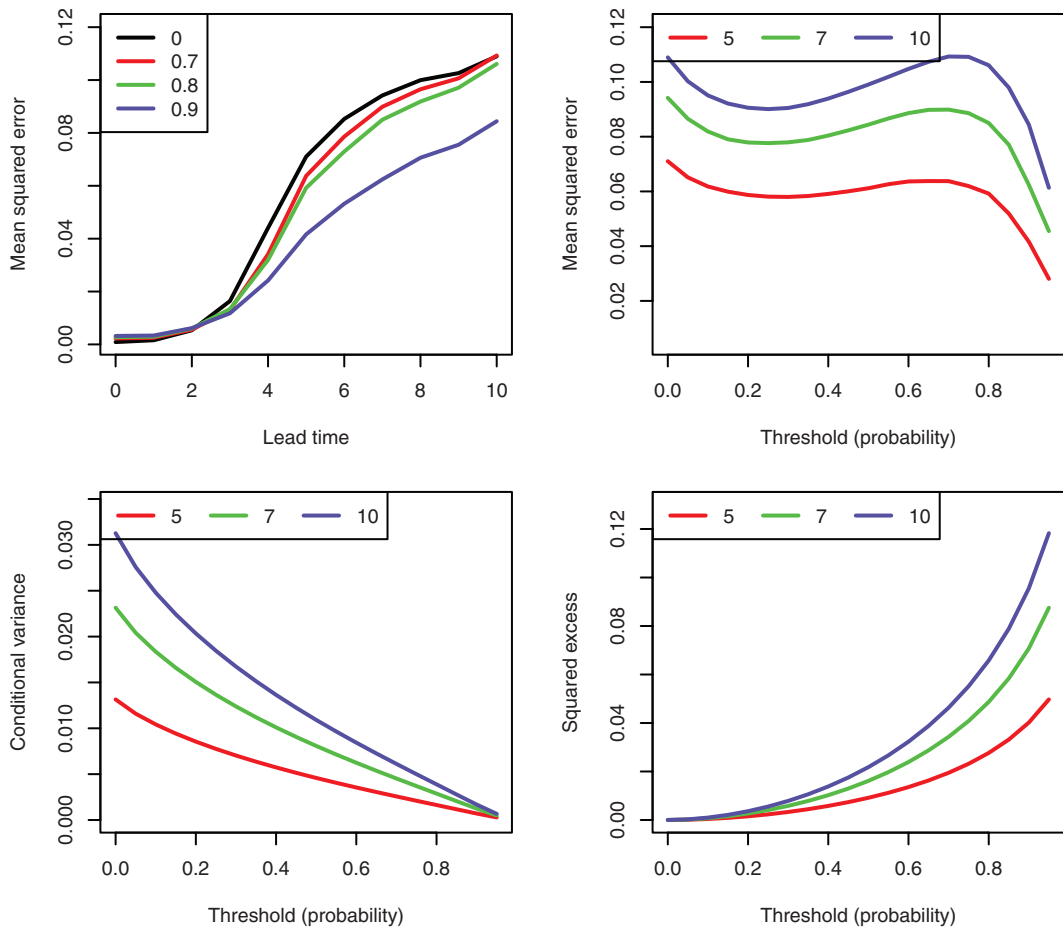 0
0.7
0.8
0.9
0.00
0.04
0.08
0.12
Mean squared error
0 2 4 6 8 10
Lead time
5 7 10
0.02
0.04
0.06
0.08
0.10
0.12
Mean squared error
0.0 0.2 0.4 0.6 0.8
Threshold (probability)
5 7 10
0.000
0.010
0.020
0.030
Conditional variance
0.0 0.2 0.4 0.6 0.8
Threshold (probability)
5 7 10
0.00
0.04
0.08
0.12
Squared excess
0.0 0.2 0.4 0.6 0.8
Threshold (probability)